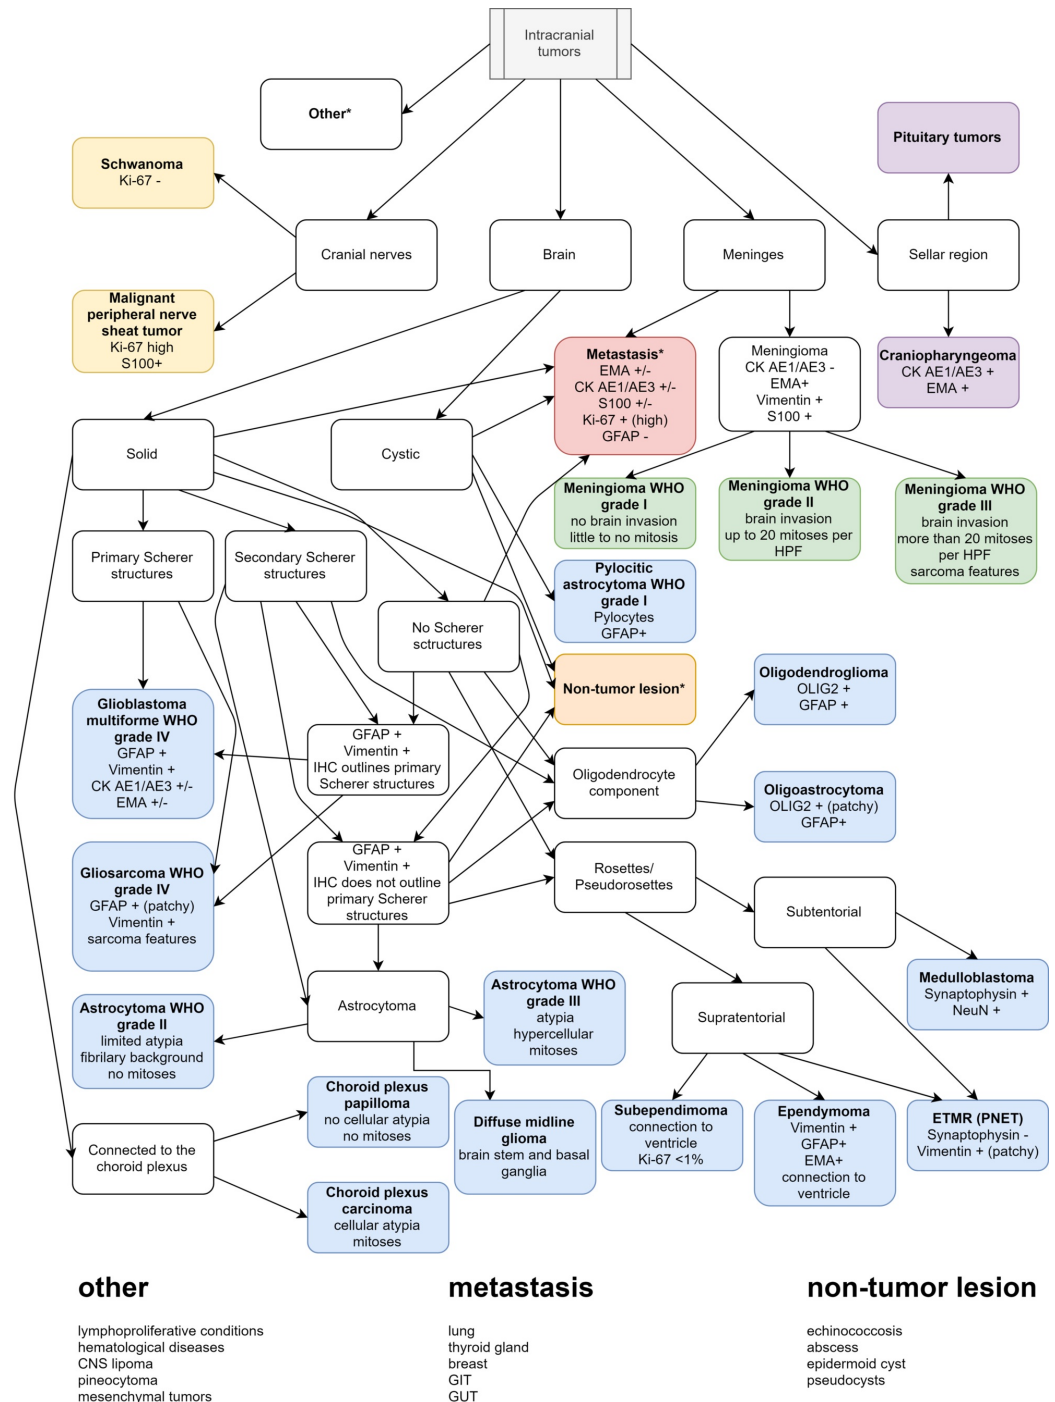 Intracranial
tumors
Other*
Pituitary tumors
Schwanoma
Ki-67 -
Cranial nerves
Brain
Meninges
Sellar region
Malignant
peripheral nerve
sheat tumor
Ki-67 high
S100+
Metastasis*
EMA +/-
CK AE1/AE3 +/-
S100 +/-
Ki-67 + (high)
GFAP -
Meningioma
CK AE1/AE3 -
EMA+
Vimentin +
S100 +
Craniopharyngeoma
CK AE1/AE3 +
EMA +
Solid
Cystic
Meningioma WHO
grade I
no brain invasion
little to no mitosis
Meningioma WHO
grade II
brain invasion
up to 20 mitoses per
HPF
Meningioma WHO
grade III
brain invasion
more than 20 mitoses
per HPF
sarcoma features
Primary Scherer
structures
Secondary Scherer
structures
Pylocitic
astrocytoma WHO
grade I
Pylocytes
GFAP+
No Scherer
sctructures
Non-tumor lesion*
Oligodendroglioma
OLIG2 +
GFAP +
Glioblastoma
multiforme WHO
grade IV
GFAP +
Vimentin +
CK AE1/AE3 +/-
EMA +/-
GFAP +
Vimentin +
IHC outlines primary
Scherer structures
Oligodendrocyte
component
Oligoastrocytoma
OLIG2 + (patchy)
GFAP+
Gliosarcoma WHO
grade IV
GFAP + (patchy)
Vimentin +
sarcoma features
GFAP +
Vimentin +
IHC does not outline
primary Scherer
structures
Rosettes/
Pseudorosettes
Subtentorial
Medulloblastoma
Synaptophysin +
NeuN +
Astrocytoma WHO
grade II
limited atypia
fibrilary background
no mitoses
Astrocytoma
Astrocytoma WHO
grade III
atypia
hypercellular
mitoses
Supratentorial
Choroid plexus
papilloma
no cellular atypia
no mitoses
Diffuse midline
glioma
brain stem and basal
ganglia
Subependimoma
connection to
ventricle
Ki-67 <1%
Ependymoma
Vimentin +
GFAP+
EMA+
connection to
ventricle
ETMR (PNET)
Synaptophysin -
Vimentin + (patchy)
Connected to the
choroid plexus
Choroid plexus
carcinoma
cellular atypia
mitoses
other
lymphoproliferative conditions
hematological diseases
CNS lipoma
pineocytoma
mesenchymal tumors
metastasis
lung
thyroid gland
breast
GIT
GUT
non-tumor lesion
echinococcosis
abscess
epidermoid cyst
pseudocysts